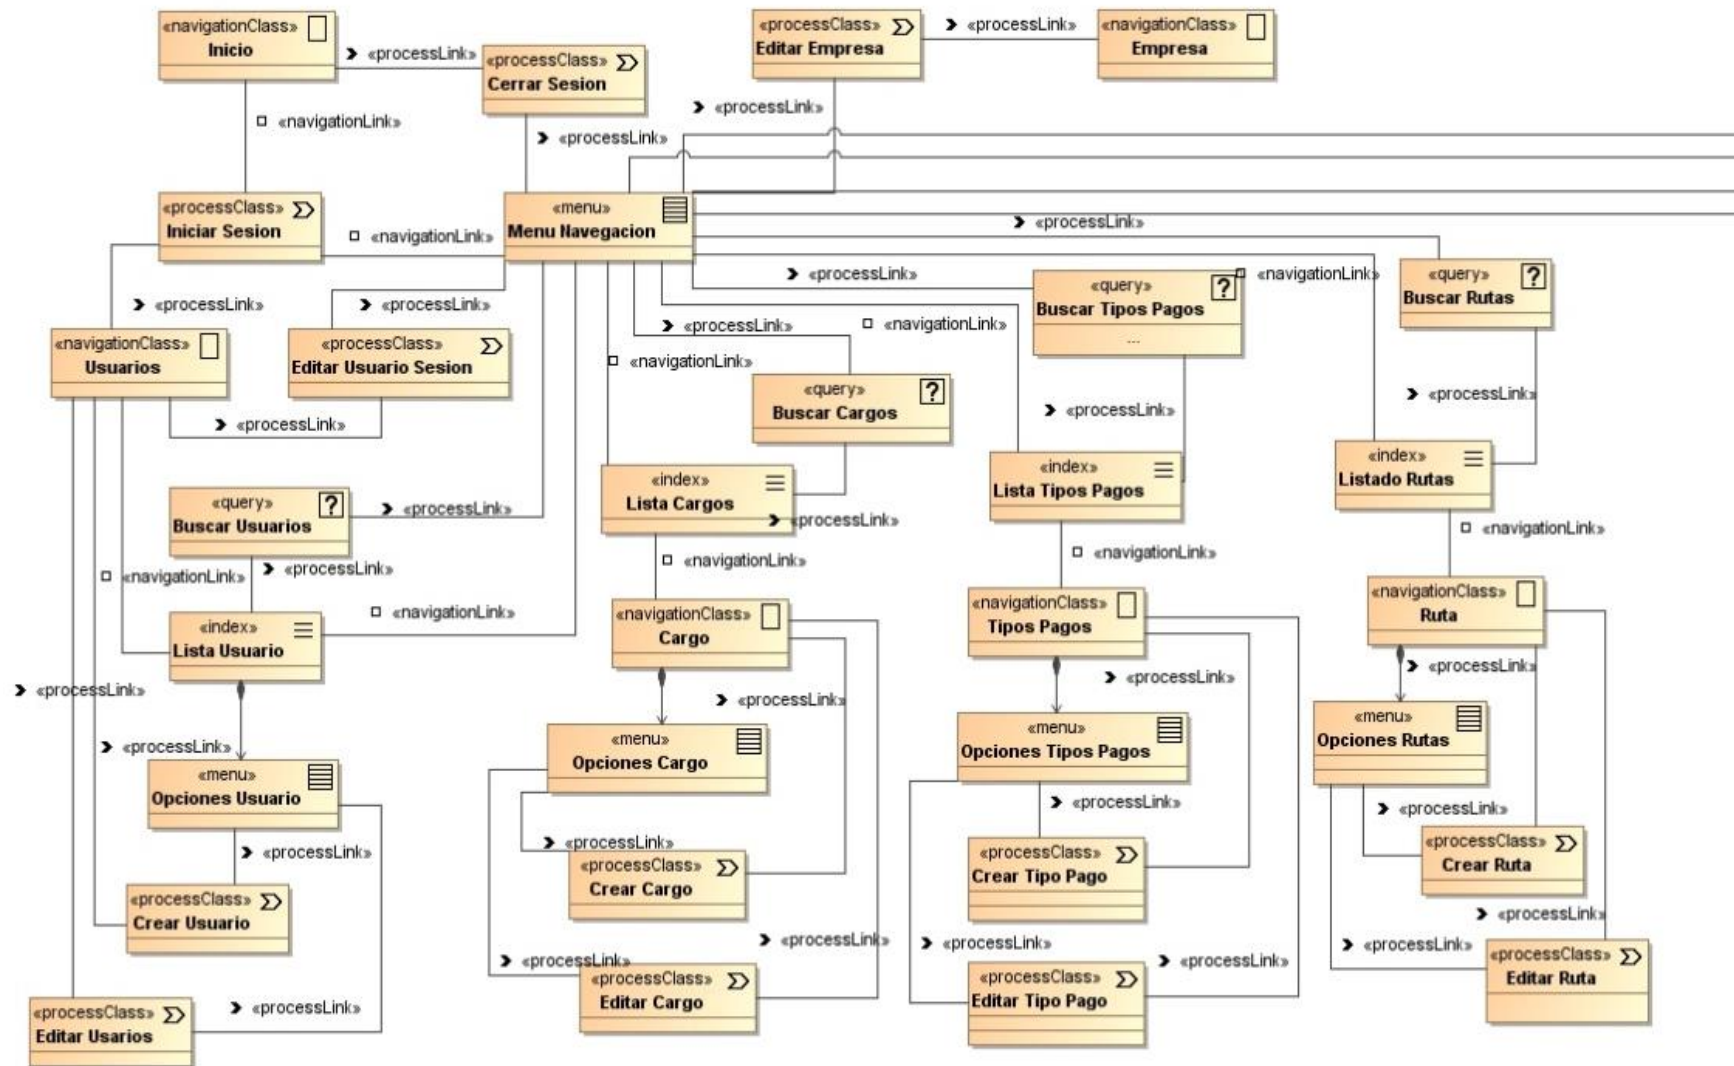 «navigationClass»
Inicio
«processLink»
«processClass»
Cerrar Sesion
«processClass»
Editar Empresa
«processLink»
«navigationClass»
Empresa
«navigationLink»
«processLink»
«processLink»
«processClass»
Iniciar Sesion
«navigationLink»
«menu»
Menu Navegacion
«processLink»
«processLink»
«processLink»
«processLink»
«query»
Buscar Tipos Pagos
...
«navigationLink»
«query»
Buscar Rutas
«navigationClass»
Usuarios
«processClass»
Editar Usuario Sesion
«processLink»
«navigationLink»
«navigationLink»
«processLink»
«query»
Buscar Cargos
«processLink»
«processLink»
«index»
Lista Cargos
«processLink»
«index»
Lista Tipos Pagos
«index»
Listado Rutas
«query»
Buscar Usuarios
«processLink»
«processLink»
«navigationLink»
«navigationLink»
«navigationLink»
«navigationLink»
«navigationLink»
«index»
Lista Usuario
«navigationClass»
Cargo
«navigationClass»
Tipos Pagos
«navigationClass»
Ruta
«processLink»
«processLink»
«processLink»
«processLink»
«processLink»
«menu»
Opciones Usuario
«menu»
Opciones Cargo
«menu»
Opciones Tipos Pagos
«menu»
Opciones Rutas
«processLink»
«processLink»
«processLink»
«processLink»
«processClass»
Crear Usuario
«processClass»
Crear Cargo
«processClass»
Crear Tipo Pago
«processClass»
Crear Ruta
«processLink»
«processLink»
«processLink»
«processLink»
«processLink»
«processLink»
«processLink»
«processClass»
Editar Usarios
«processClass»
Editar Cargo
«processClass»
Editar Tipo Pago
«processClass»
Editar Ruta